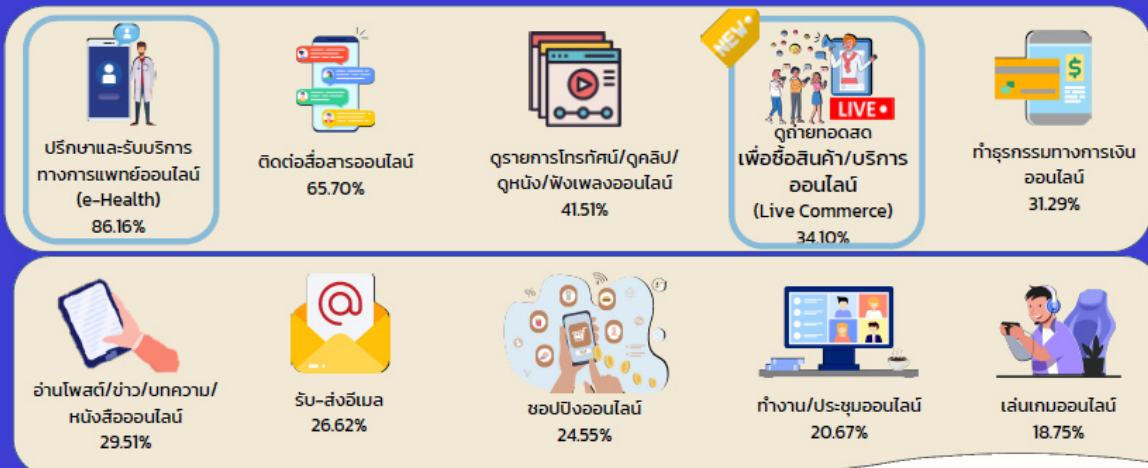 ปรึกษาและรับบริการ
ทางการแพทย์ออนไลน์
(e-Health)
86.16%
ติดต่อสื่อสารออนไลน์
65.70%
ดูรายการโทรทัศน์/ดูคลิป/
ดูหนัง/ฟังเพลงออนไลน์
41.51%
NEW
LIVE
ดูถ่ายทอดสด
เพื่อซื้อสินค้า/บริการ
ออนไลน์
(Live Commerce)
34.10%
ทำธุรกรรมทางการเงิน
ออนไลน์
31.29%
อ่านโพสต์/ข่าว/บทความ/
หนังสือออนไลน์
29.51%
รับ-ส่งอีเมล
26.62%
ชอปปิงออนไลน์
24.55%
ทำงาน/ประชุมออนไลน์
20.67%
เล่นเกมออนไลน์
18.75%